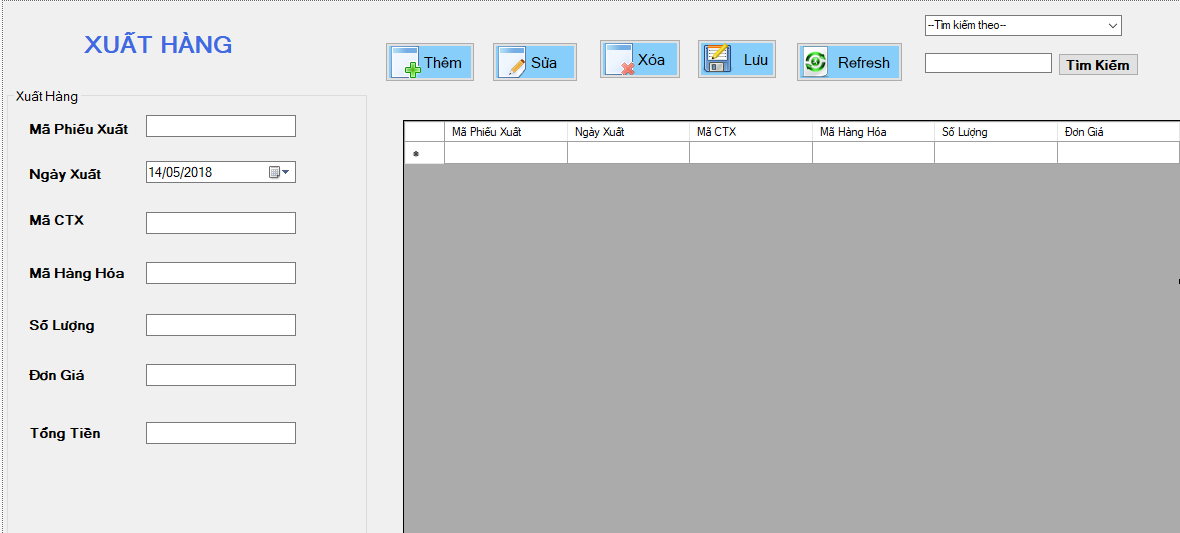 XUẤT HÀNG
Thêm
Sửa
Xóa
Lưu
Refresh
--Tìm kiếm theo--
Tìm Kiếm
Xuất Hàng
Mã Phiếu Xuất
Ngày Xuất
14/05/2018
Mã CTX
Mã Hàng Hóa
Số Lượng
Đơn Giá
Tổng Tiền
Mã Phiếu Xuất Ngày Xuất Mã CTX Mã Hàng Hóa Số Lượng Đơn Giá